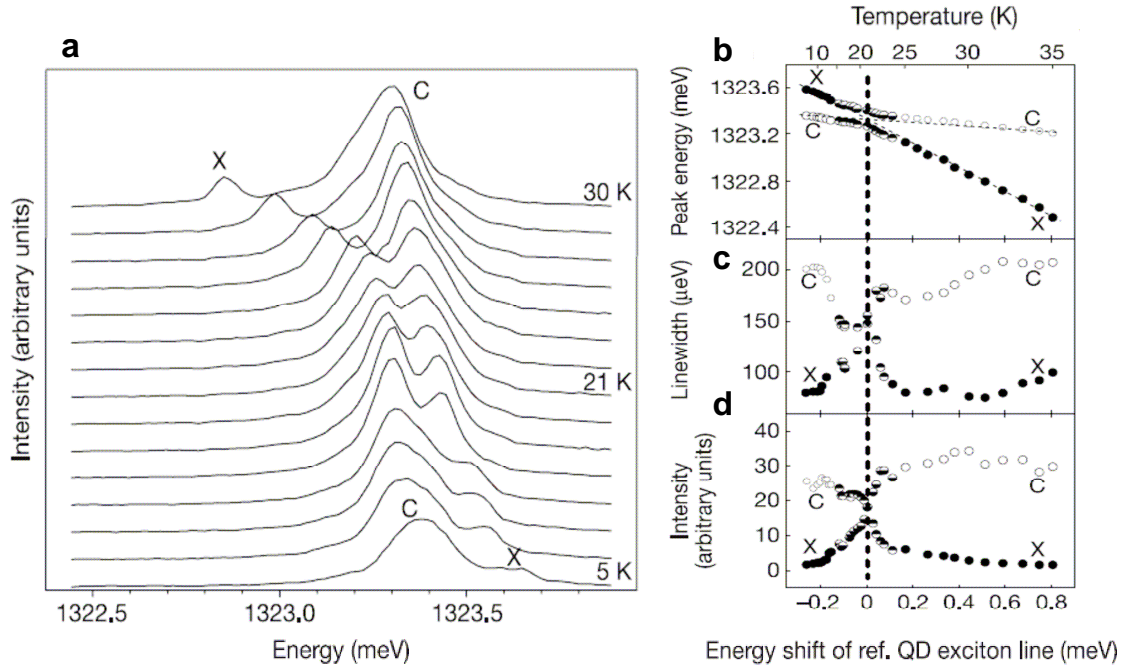 a
Intensity (arbitrary units)
X
C
30 K
21 K
C
X
5 K
1322.5
1323.0
1323.5
Energy (meV)
Temperature (K)
b
10
20
25
30
35
Peak energy (meV)
1323.6
1323.2
1322.8
1322.4
X
C
C
X
c
Linewidth (µeV)
200
150
100
C
C
X
X
d
Intensity
(arbitrary units)
40
30
20
10
0
C
C
X
X
−0.2
0
0.2
0.4
0.6
0.8
Energy shift of ref. QD exciton line (meV)